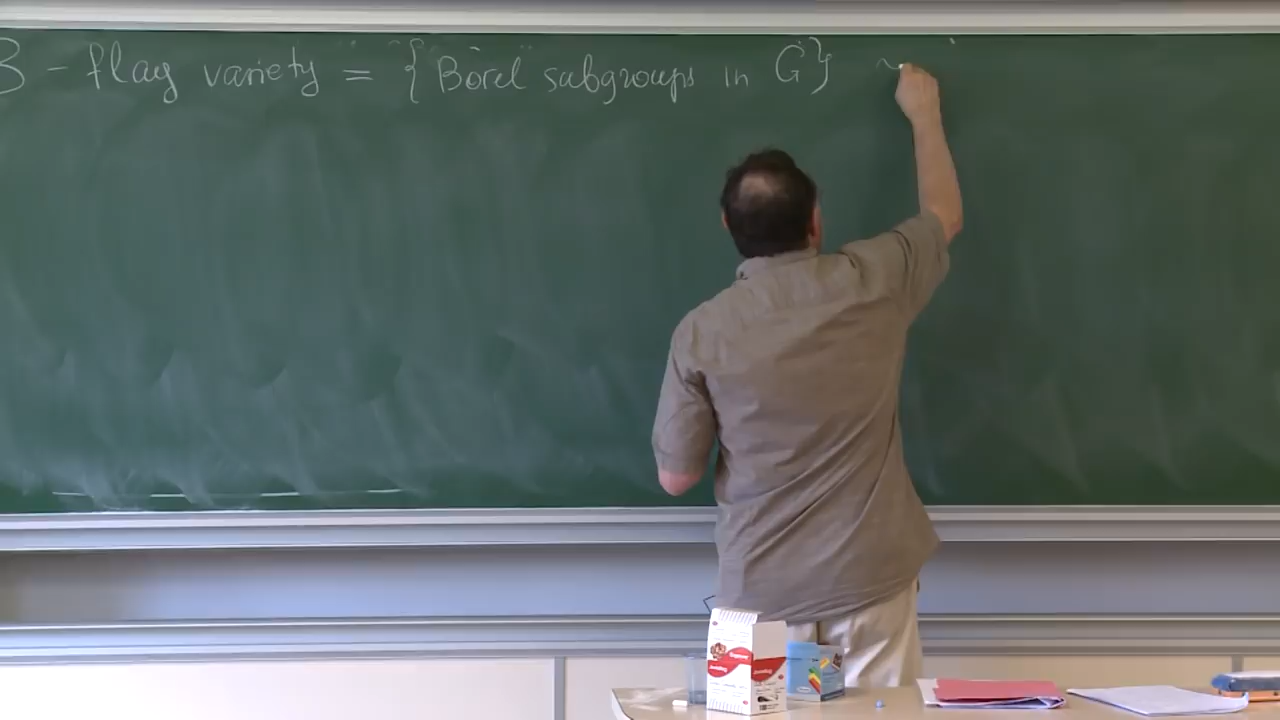 B - flag variety = { Borel subgroups in G } ~